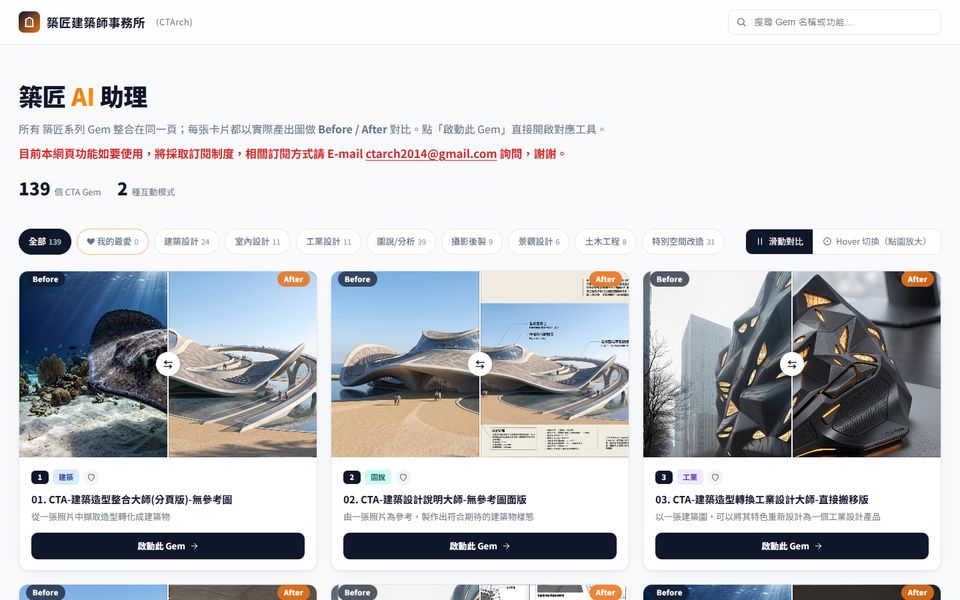 築匠建築師事務所 (CTArch)
搜尋 Gem 名稱或功能...
築匠 AI 助理
所有 築匠系列 Gem 整合在同一頁；每張卡片都以實際產出圖做 Before / After 對比。點「啟動此 Gem」直接開啟對應工具。
目前本網頁功能如要使用，將採取訂閱制度，相關訂閱方式請 E-mail ctarch2014@gmail.com 詢問，謝謝。
139 個 CTA Gem 2 種互動模式
全部 139 我的最愛 0 建築設計 24 室內設計 11 工業設計 11 圖說/分析 39 攝影後製 9 景觀設計 6 土木工程 8 特別空間改造 31 滑動對比 Hover 切換（點圖放大）
Before After Before After Before After
1 建築
01. CTA-建築造型整合大師(分頁版)-無參考圖
從一張照片中擷取造型轉化成建築物
啟動此 Gem →
2 圖說
02. CTA-建築設計說明大師-無參考圖面版
由一張照片為參考，製作出符合期待的建築物樣態
啟動此 Gem →
3 工業
03. CTA-建築造型轉換工業設計大師-直接搬移版
以一張建築圖，可以將其特色重新設計為一個工業設計產品
啟動此 Gem →
Before After Before After Before After